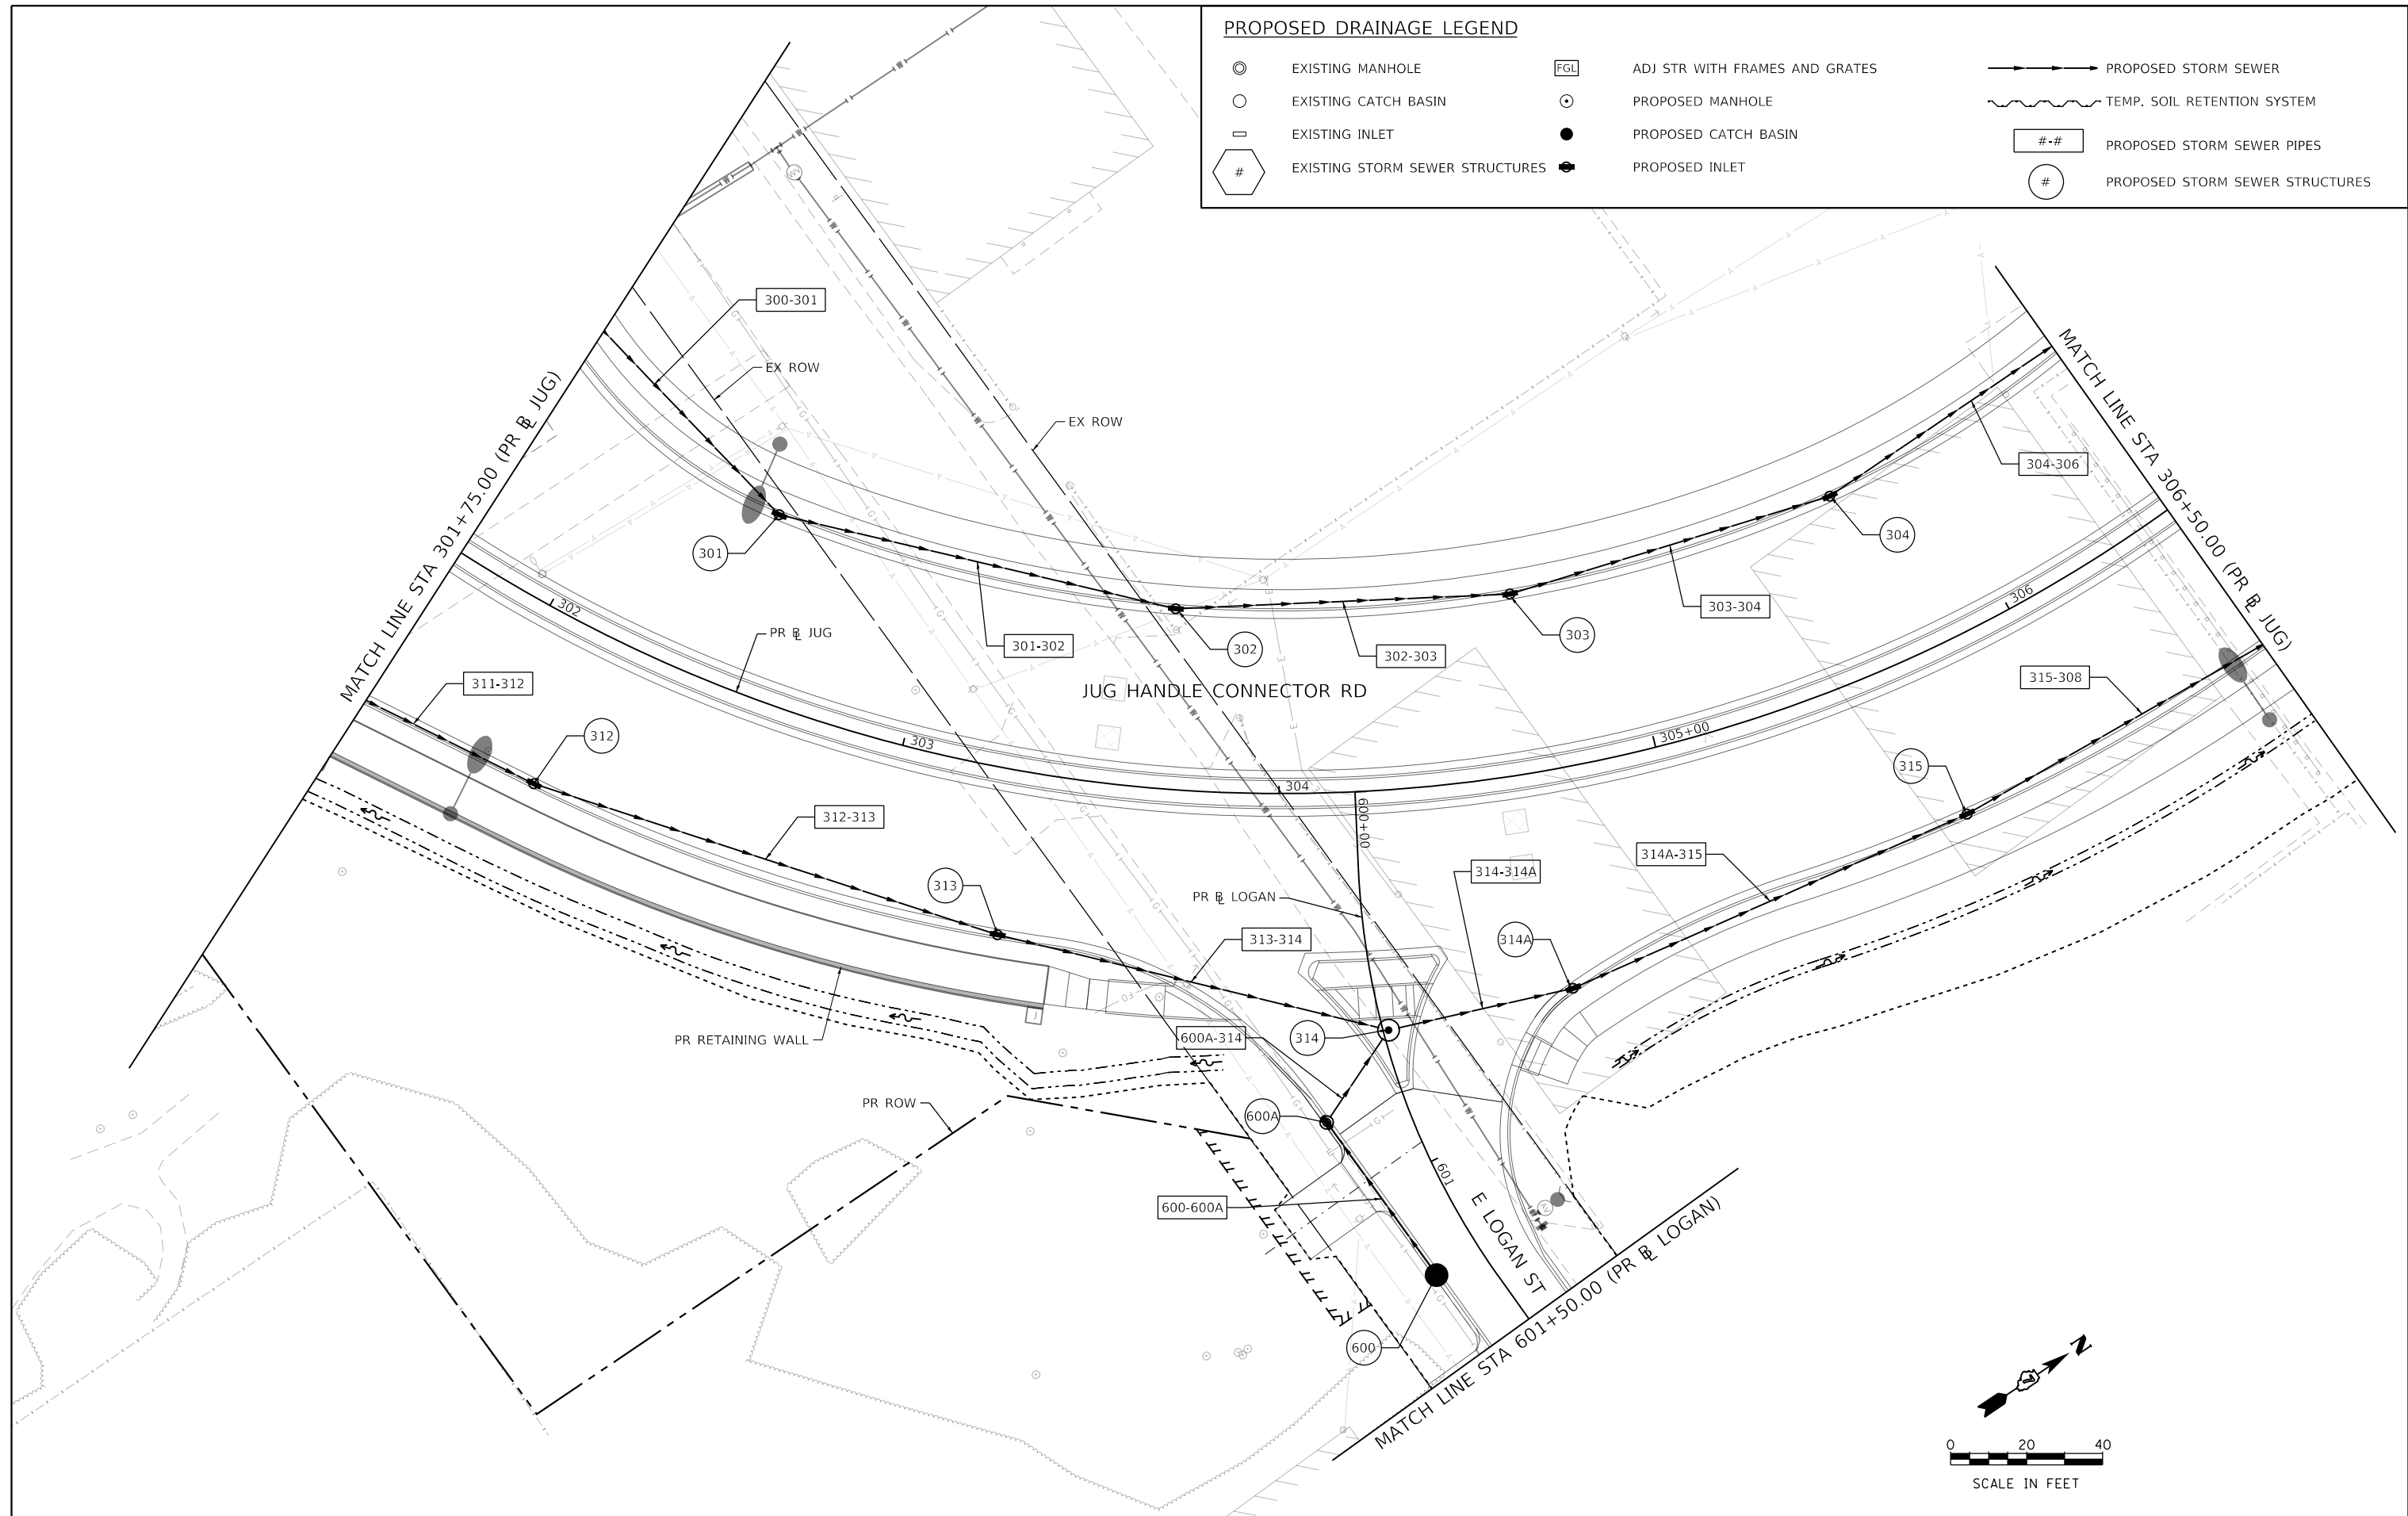 PROPOSED DRAINAGE LEGEND
EXISTING MANHOLE
EXISTING CATCH BASIN
EXISTING INLET
# EXISTING STORM SEWER STRUCTURES
FGL ADJ STR WITH FRAMES AND GRATES
PROPOSED MANHOLE
PROPOSED CATCH BASIN
PROPOSED INLET
PROPOSED STORM SEWER
TEMP. SOIL RETENTION SYSTEM
#-# PROPOSED STORM SEWER PIPES
# PROPOSED STORM SEWER STRUCTURES
MATCH LINE STA 301+75.00 (PR BL JUG)
MATCH LINE STA 306+50.00 (PR BL JUG)
300-301
EX ROW
EX ROW
304-306
304
301
303-304
302
303
302
301-302
302-303
306
PR BL JUG
JUG HANDLE CONNECTOR RD
311-312
315-308
312
303
305+00
315
304
312-313
600+00
314A-315
314-314A
313
PR BL LOGAN
313-314
314A
PR RETAINING WALL
FO
600A-314
314
PR ROW
600A
601
600-600A
E LOGAN ST
600
MATCH LINE STA 601+50.00 (PR BL LOGAN)
WV
N
0 20 40
SCALE IN FEET